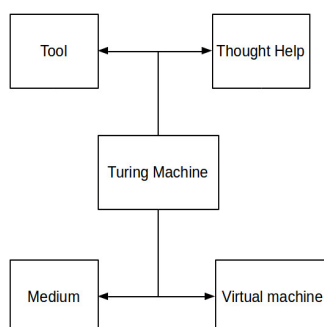 Tool
Thought Help
Turing Machine
Medium
Virtual machine